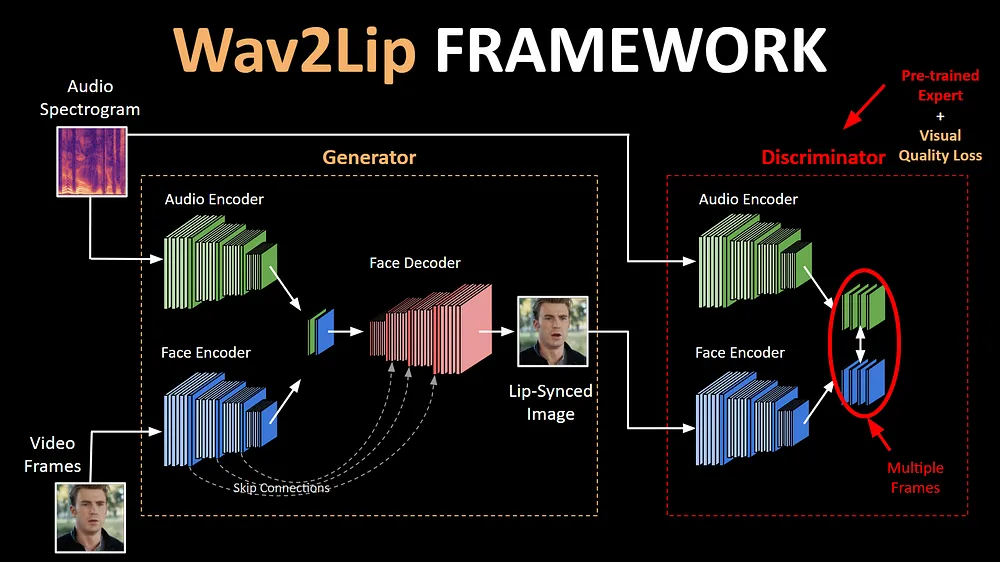 Wav2Lip FRAMEWORK
Audio
Spectrogram
Pre-trained
Expert
+
Visual
Quality Loss
Generator
Discriminator
Audio Encoder
Audio Encoder
Face Decoder
Face Encoder
Face Encoder
Lip-Synced
Image
Video
Frames
Skip Connections
Multiple
Frames